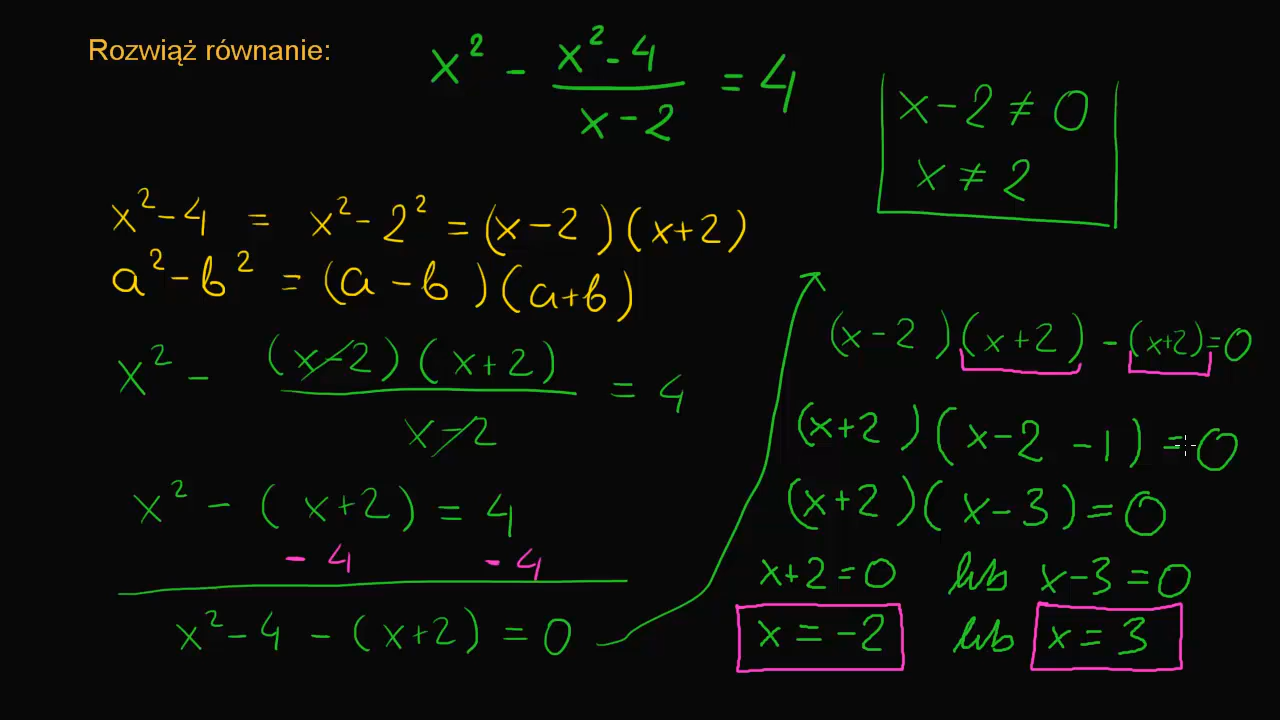 Rozwiąż równanie:
x² - (x²-4)/(x-2) = 4
x-2 ≠ 0
x ≠ 2
x²-4 = x²-2² = (x-2)(x+2)
a²-b² = (a-b)(a+b)
x² - (x-2)(x+2)/(x-2) = 4
x² - (x+2) = 4
-4 -4
x²-4-(x+2) = 0
(x-2)(x+2)-(x+2)=0
(x+2)(x-2-1)=0
(x+2)(x-3)=0
x+2=0 lub x-3=0
x=-2 lub x=3